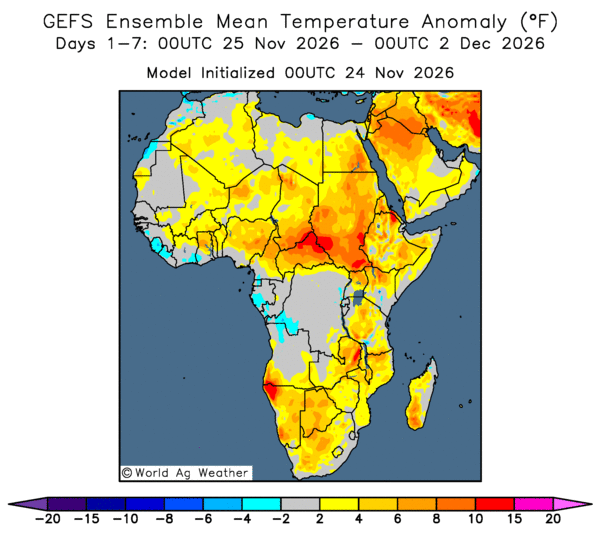 GEFS Ensemble Mean Temperature Anomaly (°F)
Days 1–7: 00UTC 25 Nov 2026 – 00UTC 2 Dec 2026
Model Initialized 00UTC 24 Nov 2026
©World Ag Weather
−20 −15 −10 −8 −6 −4 −2 2 4 6 8 10 15 20